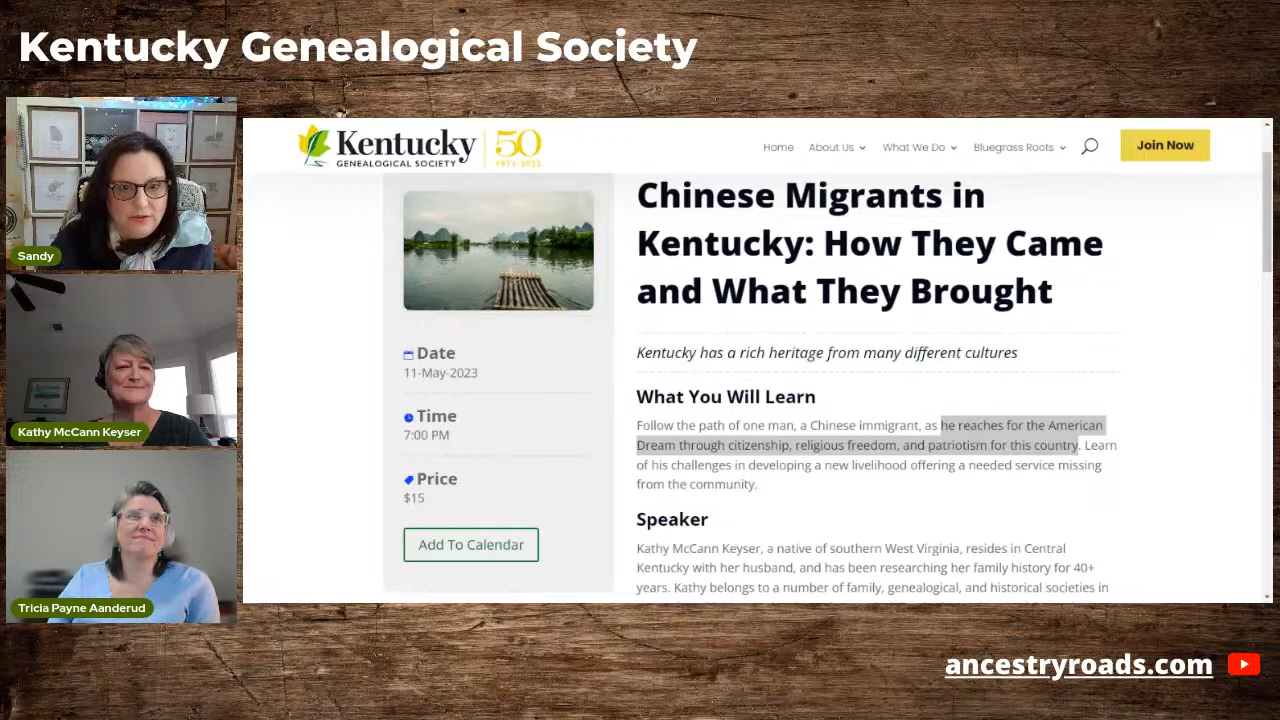 Kentucky Genealogical Society
Sandy
Kathy McCann Keyser
Tricia Payne Aanderud
Kentucky
GENEALOGICAL SOCIETY
50
Home About Us What We Do Bluegrass Roots Join Now
Date
11-May-2023
Time
7:00 PM
Price
$15
Add To Calendar
Chinese Migrants in
Kentucky: How They Came
and What They Brought
Kentucky has a rich heritage from many different cultures
What You Will Learn
Follow the path of one man, a Chinese immigrant, as he reaches for the American
Dream through citizenship, religious freedom, and patriotism for this country. Learn
of his challenges in developing a new livelihood offering a needed service missing
from the community.
Speaker
Kathy McCann Keyser, a native of southern West Virginia, resides in Central
Kentucky with her husband, and has been researching her family history for 40+
years. Kathy belongs to a number of family, genealogical, and historical societies in
ancestryroads.com